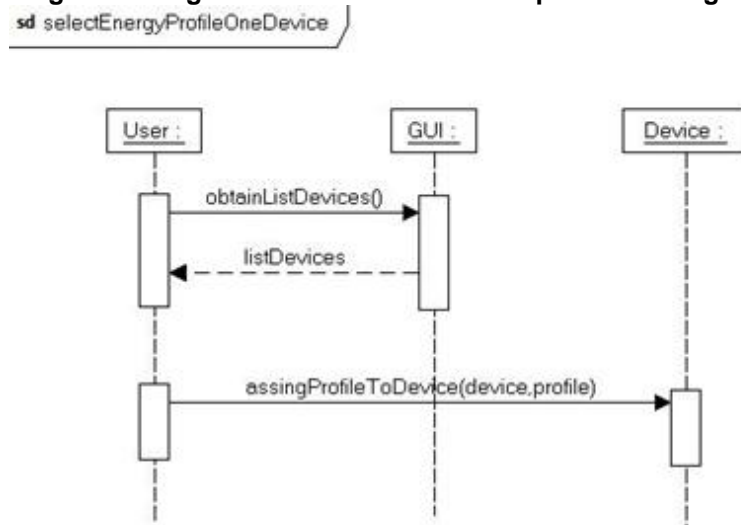 sd selectEnergyProfileOneDevice
User :
GUI :
Device :
obtainListDevices()
listDevices
assingProfileToDevice(device,profile)